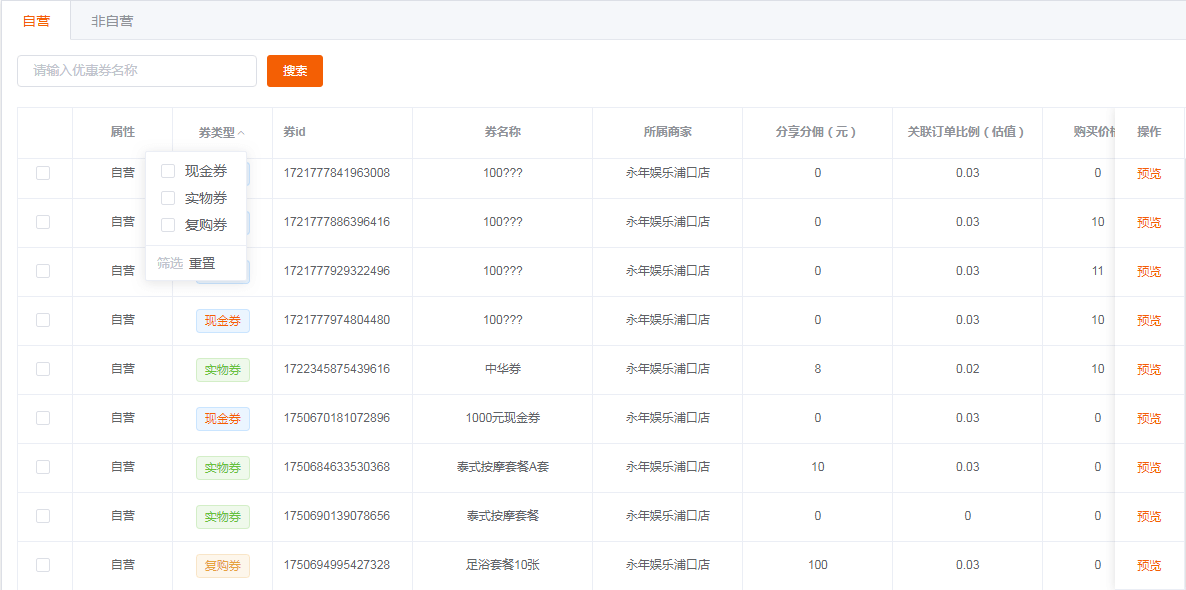 自营 非自营
请输入优惠券名称 搜索
属性 券类型 券id 券名称 所属商家 分享分佣（元） 关联订单比例（估值） 购买价 操作
自营 1721777841963008 100??? 永年娱乐浦口店 0 0.03 0 预览
自营 1721777886396416 100??? 永年娱乐浦口店 0 0.03 10 预览
自营 1721777929322496 100??? 永年娱乐浦口店 0 0.03 11 预览
现金券
实物券
复购券
筛选 重置
自营 现金券 1721777974804480 100??? 永年娱乐浦口店 0 0.03 10 预览
自营 实物券 1722345875439616 中华券 永年娱乐浦口店 8 0.02 10 预览
自营 现金券 1750670181072896 1000元现金券 永年娱乐浦口店 0 0.03 0 预览
自营 实物券 1750684633530368 泰式按摩套餐A套 永年娱乐浦口店 10 0.03 0 预览
自营 实物券 1750690139078656 泰式按摩套餐 永年娱乐浦口店 0 0 0 预览
自营 复购券 1750694995427328 足浴套餐10张 永年娱乐浦口店 100 0.03 0 预览